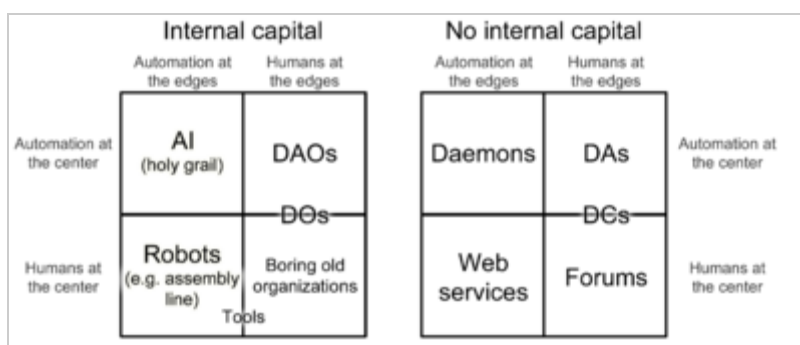 Internal capital
No internal capital
Automation at
the edges
Humans at
the edges
Automation at
the edges
Humans at
the edges
Automation at
the center
AI
(holy grail)
DAOs
Daemons
DAs
Automation at
the center
DOs
DCs
Humans at
the center
Robots
(e.g. assembly
line)
Boring old
organizations
Tools
Web
services
Forums
Humans at
the center